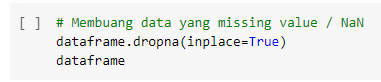 [ ] # Membuang data yang missing value / NaN
dataframe.dropna(inplace=True)
dataframe